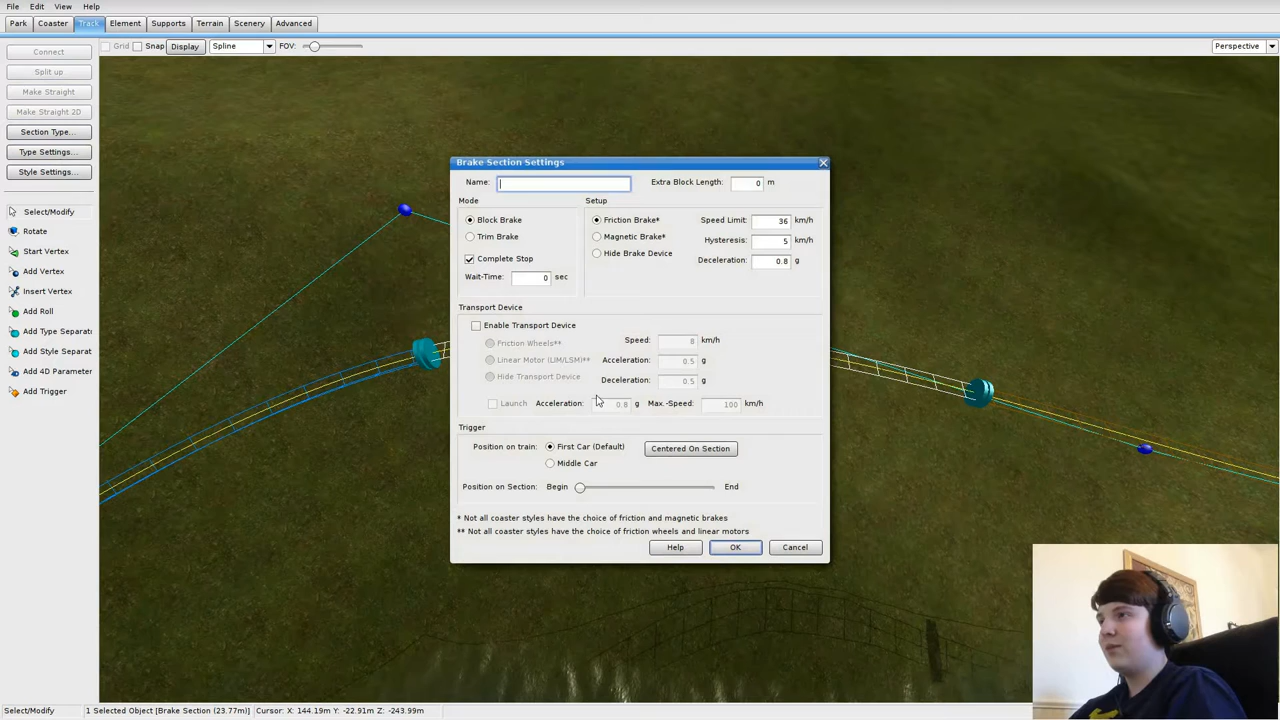 File Edit View Help
Park Coaster Track Element Supports Terrain Scenery Advanced
Connect Grid Snap Display Spline FOV: Perspective
Split up
Make Straight
Make Straight 2D
Section Type...
Type Settings...
Style Settings...
Select/Modify
Rotate
Start Vertex
Add Vertex
Insert Vertex
Add Roll
Add Type Separat
Add Style Separat
Add 4D Parameter
Add Trigger
Brake Section Settings
Name: Extra Block Length: 0 m
Mode Setup
Block Brake Friction Brake* Speed Limit: 36 km/h
Trim Brake Magnetic Brake* Hysteresis: 5 km/h
Complete Stop Hide Brake Device Deceleration: 0.8 g
Wait-Time: 0 sec
Transport Device
Enable Transport Device
Friction Wheels** Speed: 8 km/h
Linear Motor (LIM/LSM)** Acceleration: 0.5 g
Hide Transport Device Deceleration: 0.5 g
Launch Acceleration: 0.8 g Max.-Speed: 100 km/h
Trigger
Position on train: First Car (Default) Centered On Section
Middle Car
Position on Section: Begin End
* Not all coaster styles have the choice of friction and magnetic brakes
** Not all coaster styles have the choice of friction wheels and linear motors
Help OK Cancel
Select/Modify 1 Selected Object [Brake Section (23.77m)] Cursor: X: 144.19m Y: -22.91m Z: -243.99m